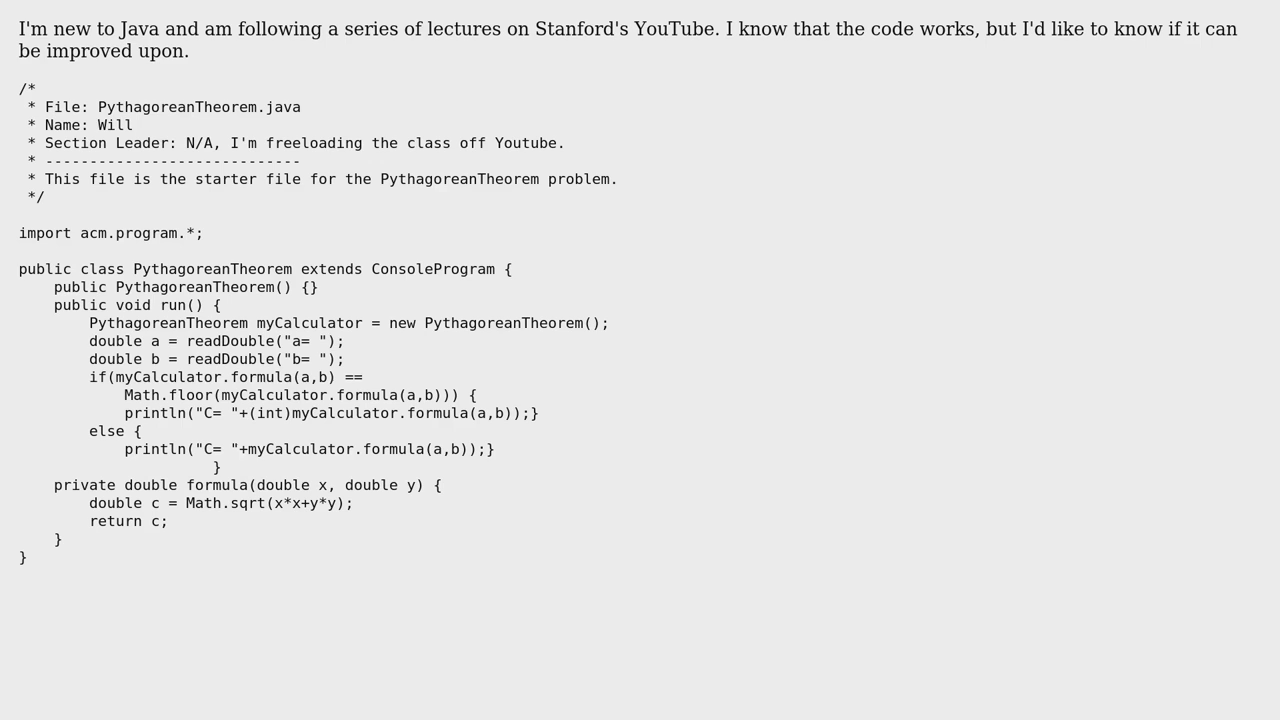 I'm new to Java and am following a series of lectures on Stanford's YouTube. I know that the code works, but I'd like to know if it can
be improved upon.
/*
 * File: PythagoreanTheorem.java
 * Name: Will
 * Section Leader: N/A, I'm freeloading the class off Youtube.
 * -----------------------------
 * This file is the starter file for the PythagoreanTheorem problem.
 */
import acm.program.*;
public class PythagoreanTheorem extends ConsoleProgram {
    public PythagoreanTheorem() {}
    public void run() {
        PythagoreanTheorem myCalculator = new PythagoreanTheorem();
        double a = readDouble("a= ");
        double b = readDouble("b= ");
        if(myCalculator.formula(a,b) ==
            Math.floor(myCalculator.formula(a,b))) {
            println("C= "+(int)myCalculator.formula(a,b));}
        else {
            println("C= "+myCalculator.formula(a,b));}
                      }
    private double formula(double x, double y) {
        double c = Math.sqrt(x*x+y*y);
        return c;
    }
}